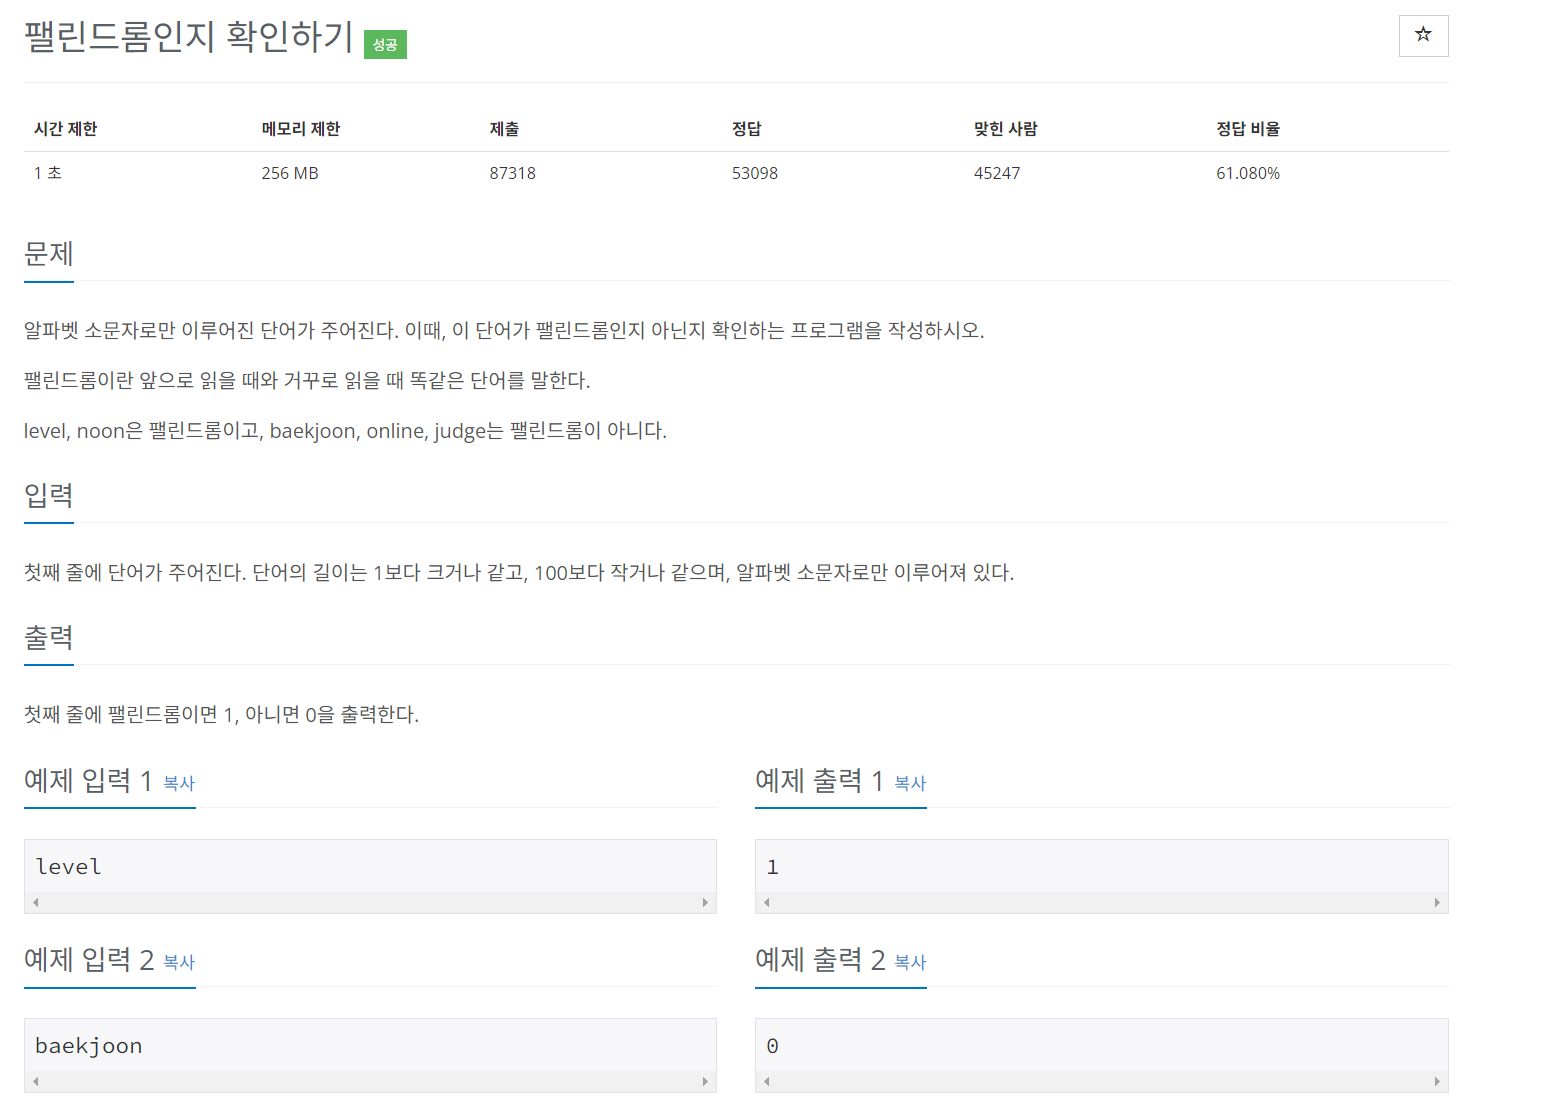 팰린드롬인지 확인하기 성공
☆
시간 제한 메모리 제한 제출 정답 맞힌 사람 정답 비율
1 초 256 MB 87318 53098 45247 61.080%
문제
알파벳 소문자로만 이루어진 단어가 주어진다. 이때, 이 단어가 팰린드롬인지 아닌지 확인하는 프로그램을 작성하시오.
팰린드롬이란 앞으로 읽을 때와 거꾸로 읽을 때 똑같은 단어를 말한다.
level, noon은 팰린드롬이고, baekjoon, online, judge는 팰린드롬이 아니다.
입력
첫째 줄에 단어가 주어진다. 단어의 길이는 1보다 크거나 같고, 100보다 작거나 같으며, 알파벳 소문자로만 이루어져 있다.
출력
첫째 줄에 팰린드롬이면 1, 아니면 0을 출력한다.
예제 입력 1 복사
level
예제 출력 1 복사
1
예제 입력 2 복사
baekjoon
예제 출력 2 복사
0